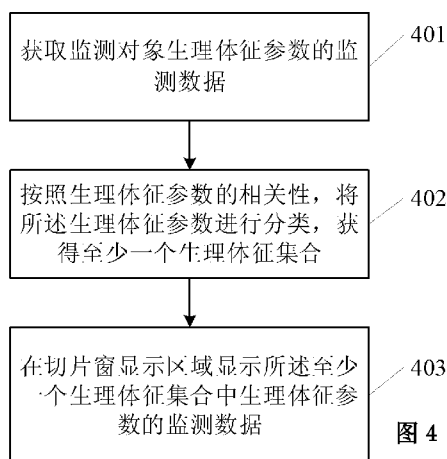 获取监测对象生理体征参数的监
测数据
401
按照生理体征参数的相关性，将
所述生理体征参数进行分类，获
得至少一个生理体征集合
402
在切片窗显示区域显示所述至少
一个生理体征集合中生理体征参
数的监测数据
403
图 4